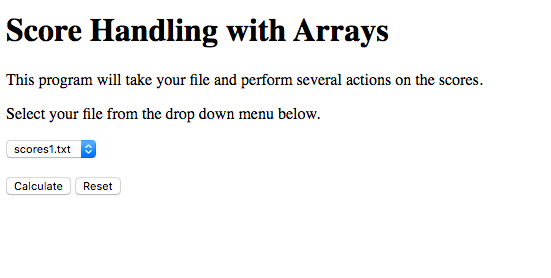 Score Handling with Arrays
This program will take your file and perform several actions on the scores.
Select your file from the drop down menu below.
scores1.txt
Calculate Reset